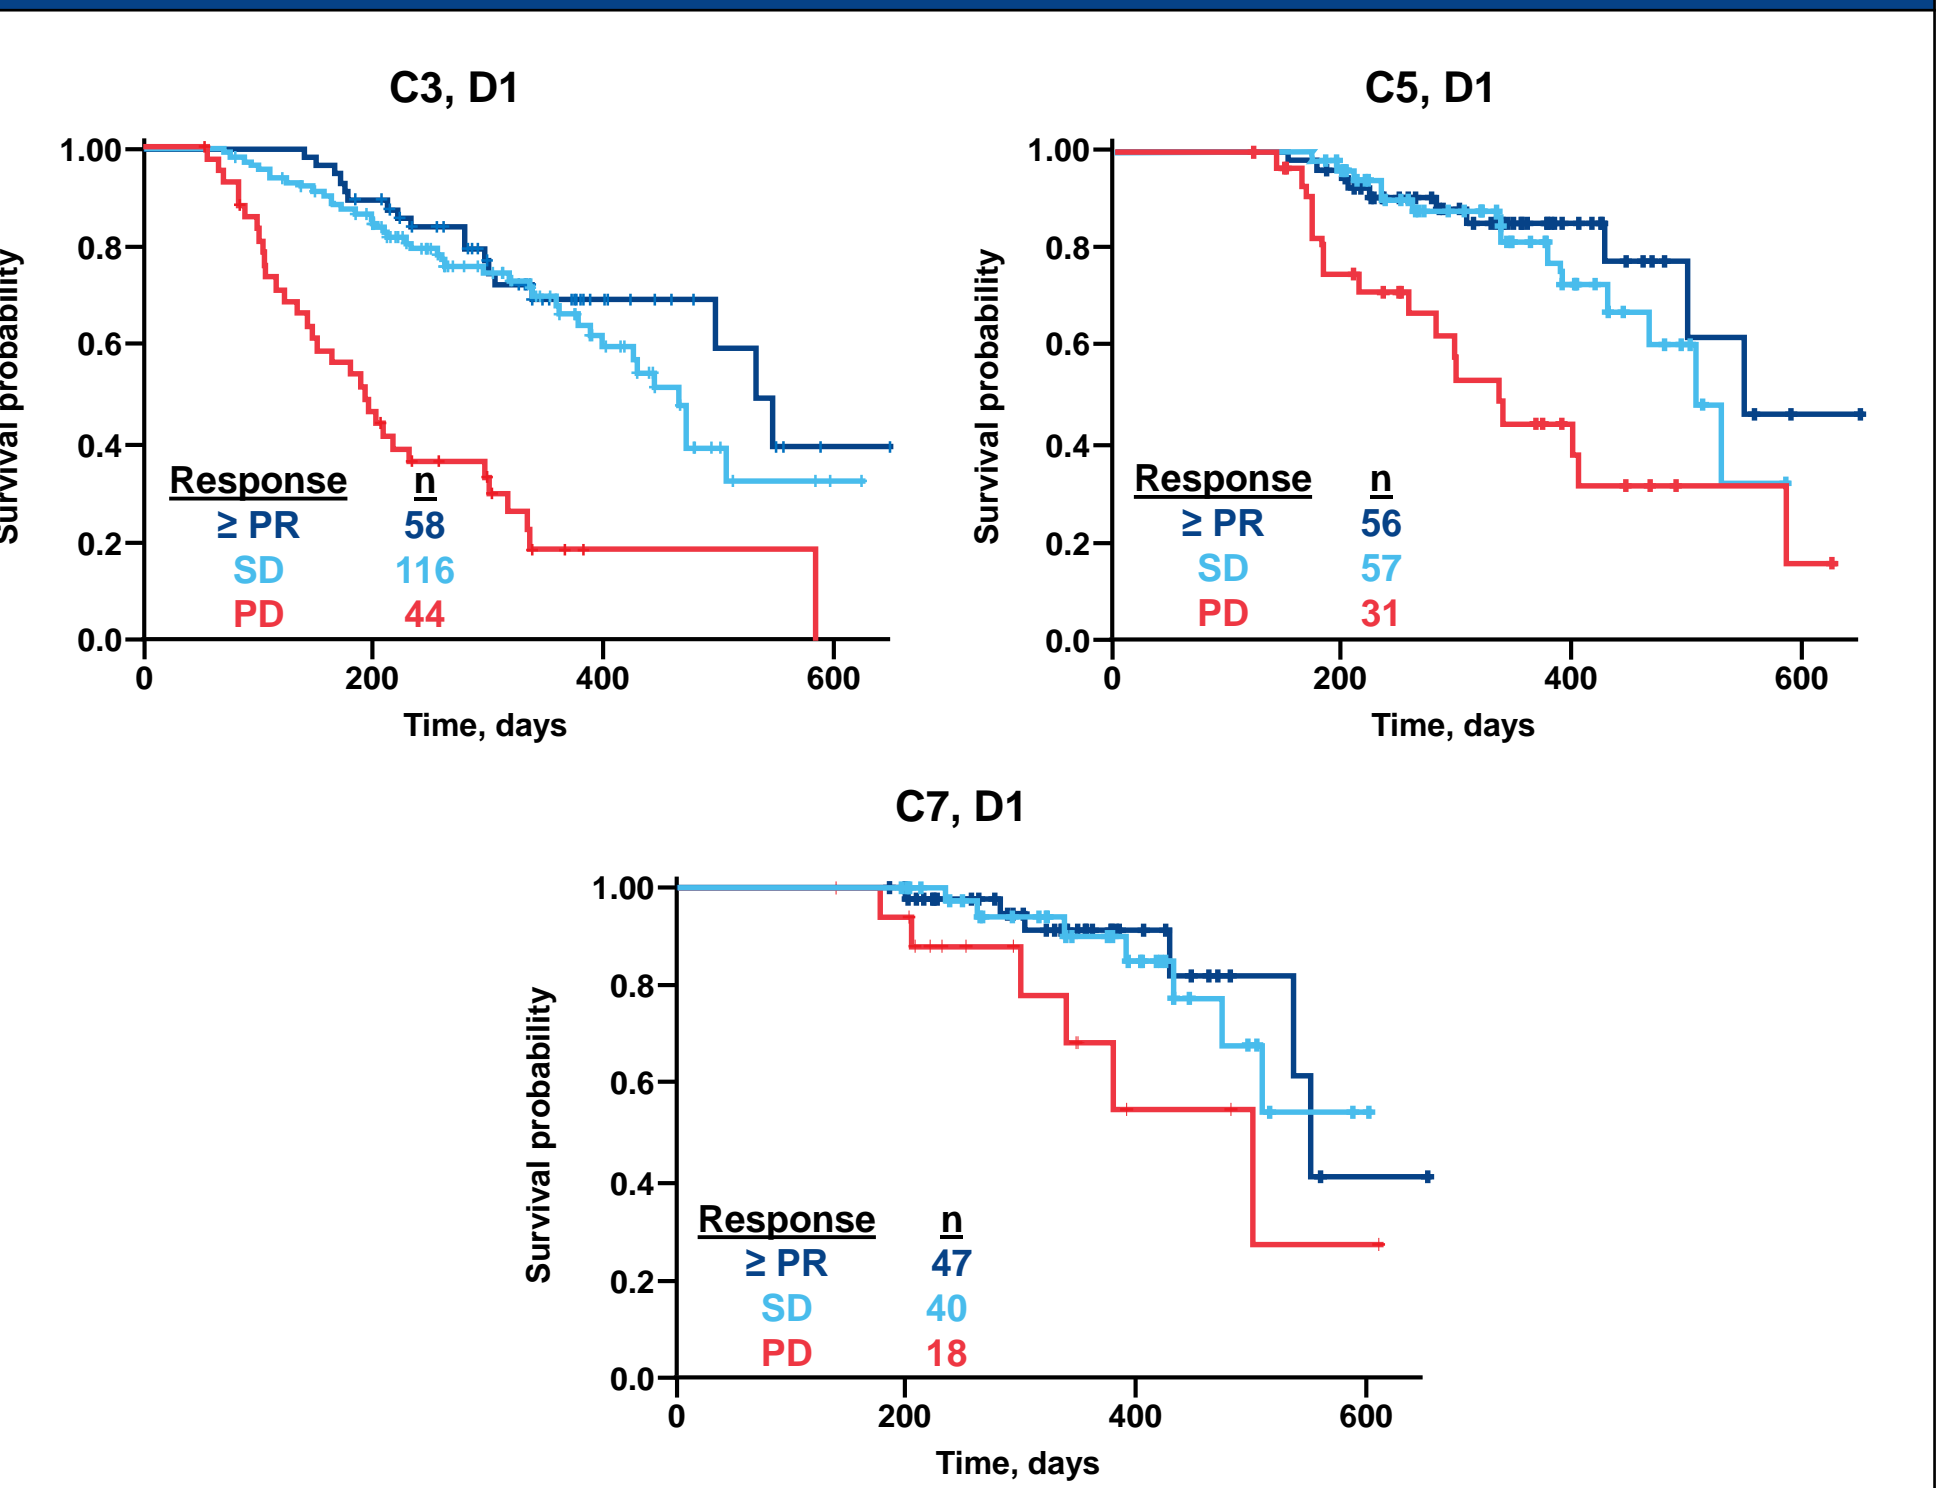 C3, D1
Survival probability
1.00
0.8
0.6
0.4
0.2
0.0
Response n
≥ PR 58
SD 116
PD 44
0 200 400 600
Time, days
C5, D1
Survival probability
1.00
0.8
0.6
0.4
0.2
0.0
Response n
≥ PR 56
SD 57
PD 31
0 200 400 600
Time, days
C7, D1
Survival probability
1.00
0.8
0.6
0.4
0.2
0.0
Response n
≥ PR 47
SD 40
PD 18
0 200 400 600
Time, days